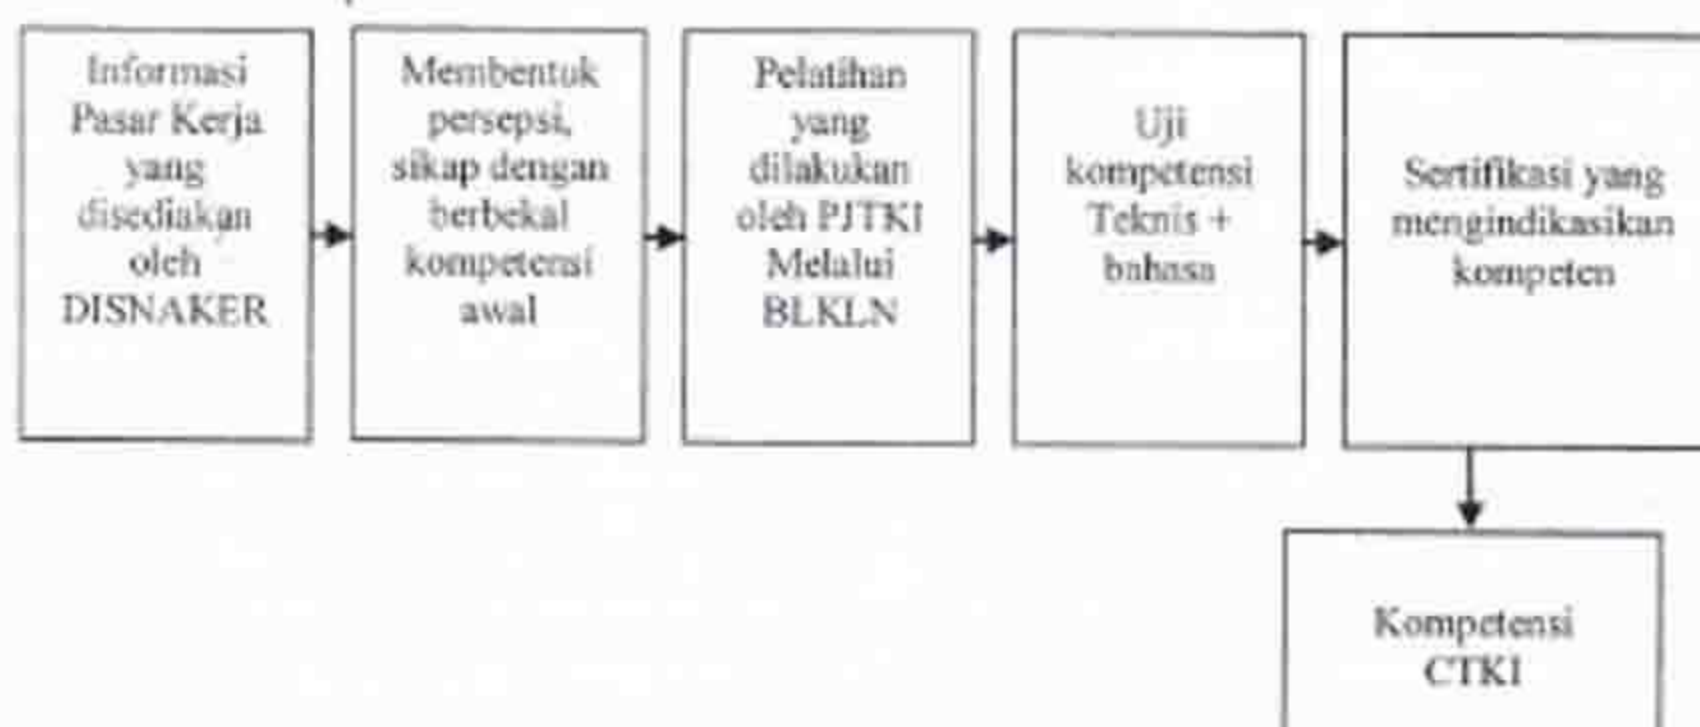 Informasi
Pasar Kerja
yang
disediakan
oleh
DISNAKER
Membentuk
persepsi,
sikap dengan
berbekal
kompetensi
awal
Pelatihan
yang
dilakukan
oleh PJTKI
Melalui
BLKLN
Uji
kompetensi
Teknis +
bahasa
Sertifikasi yang
mengindikasikan
kompeten
Kompetensi
CTKI